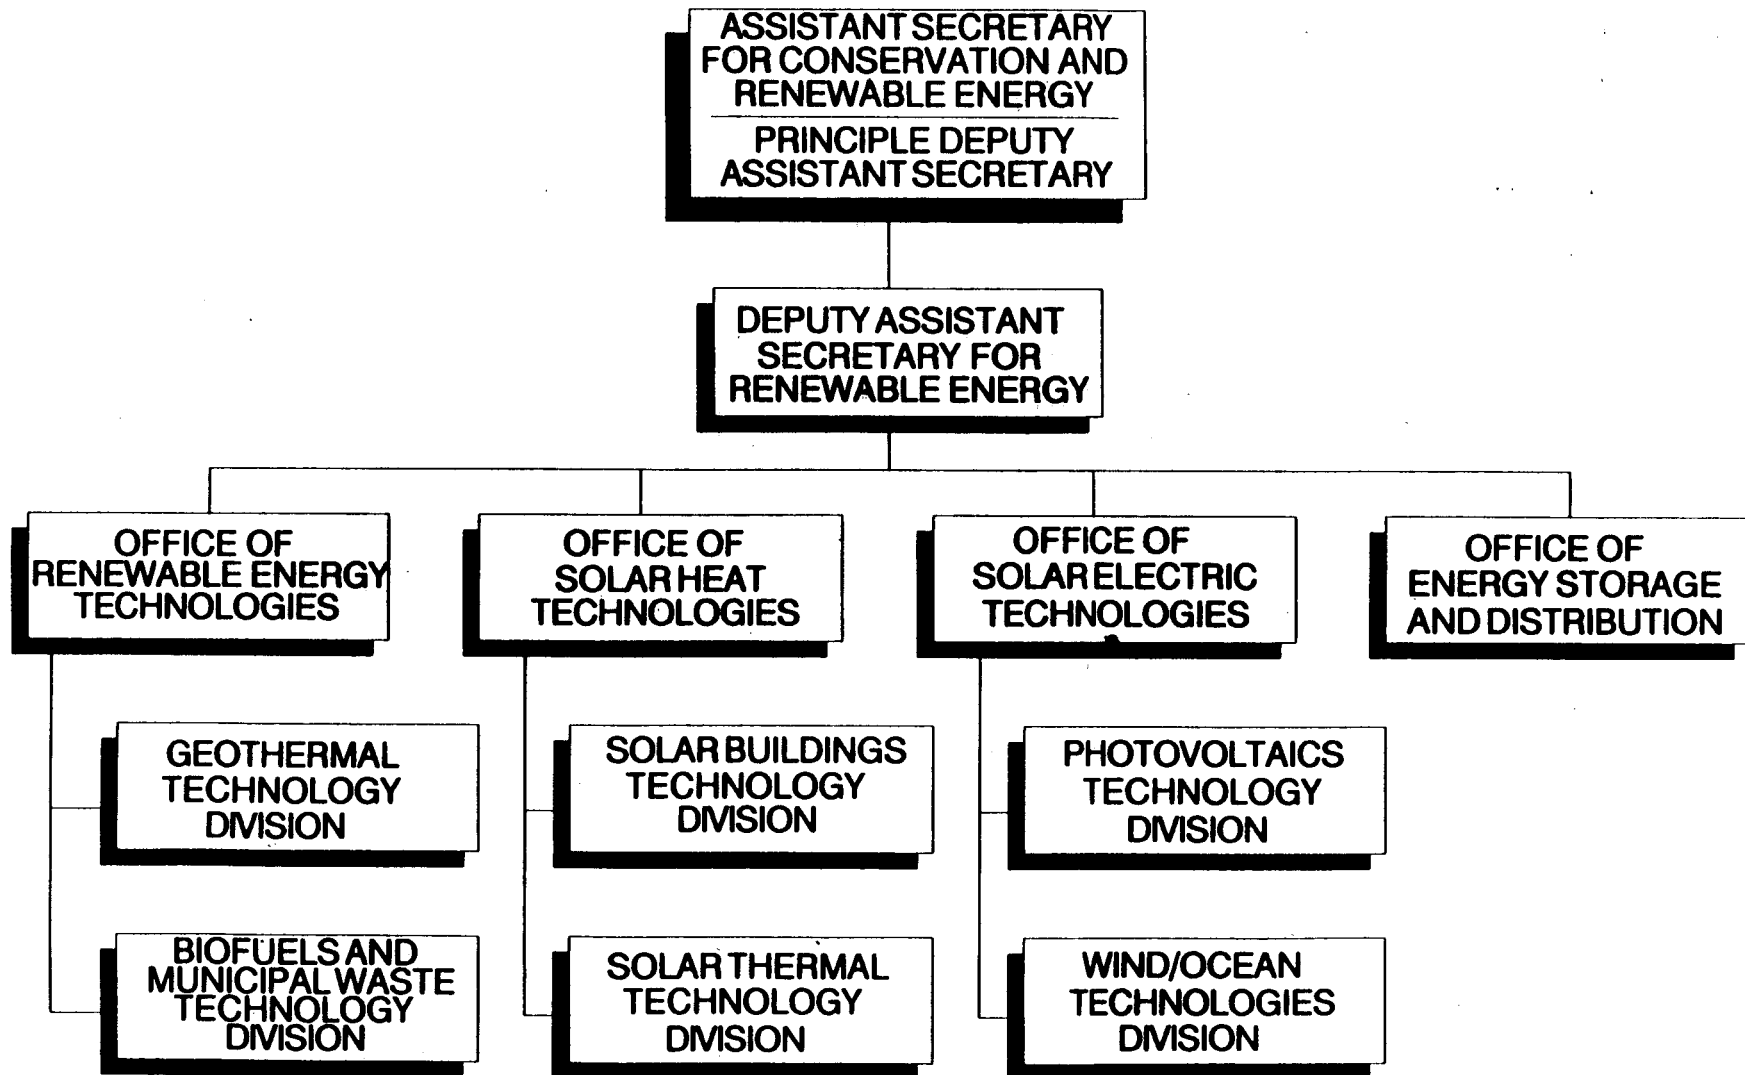 ASSISTANT SECRETARY
FOR CONSERVATION AND
RENEWABLE ENERGY
PRINCIPLE DEPUTY
ASSISTANT SECRETARY
DEPUTY ASSISTANT
SECRETARY FOR
RENEWABLE ENERGY
OFFICE OF
RENEWABLE ENERGY
TECHNOLOGIES
OFFICE OF
SOLAR HEAT
TECHNOLOGIES
OFFICE OF
SOLAR ELECTRIC
TECHNOLOGIES
OFFICE OF
ENERGY STORAGE
AND DISTRIBUTION
GEOTHERMAL
TECHNOLOGY
DIVISION
SOLAR BUILDINGS
TECHNOLOGY
DIVISION
PHOTOVOLTAICS
TECHNOLOGY
DIVISION
BIOFUELS AND
MUNICIPAL WASTE
TECHNOLOGY
DIVISION
SOLAR THERMAL
TECHNOLOGY
DIVISION
WIND/OCEAN
TECHNOLOGIES
DIVISION